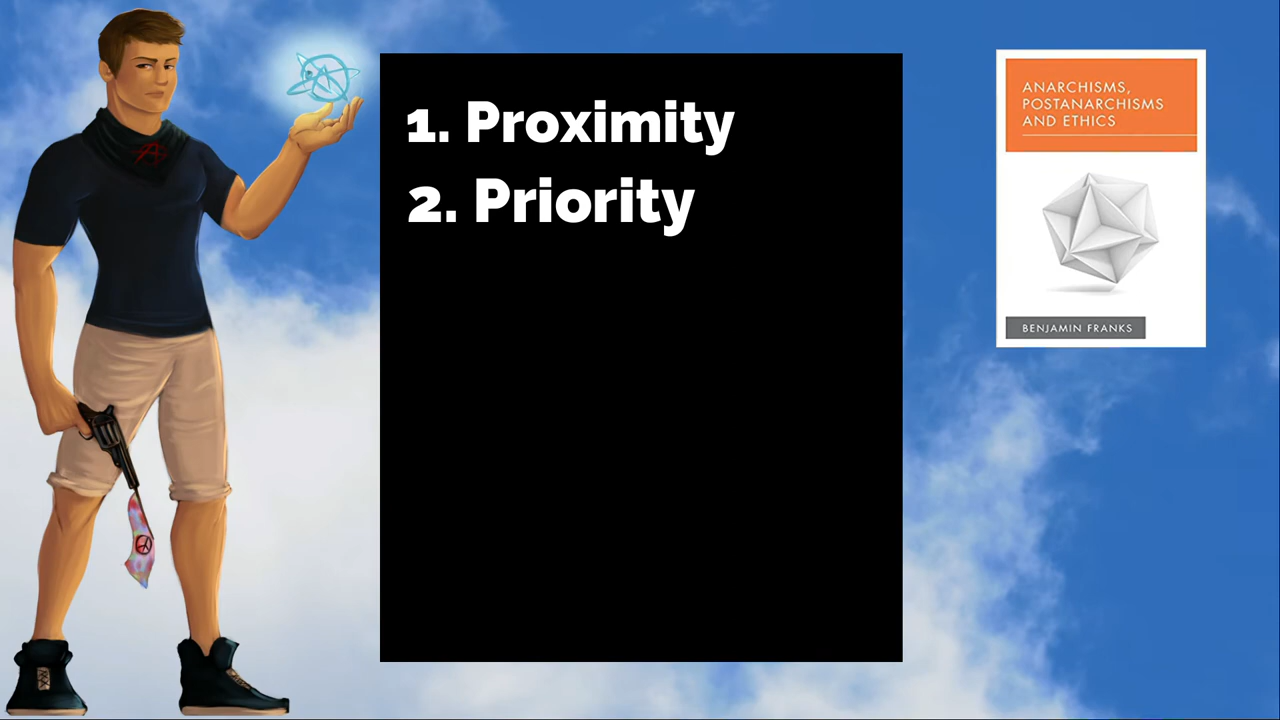 1. Proximity
2. Priority
ANARCHISMS,
POSTANARCHISMS
AND ETHICS
BENJAMIN FRANKS